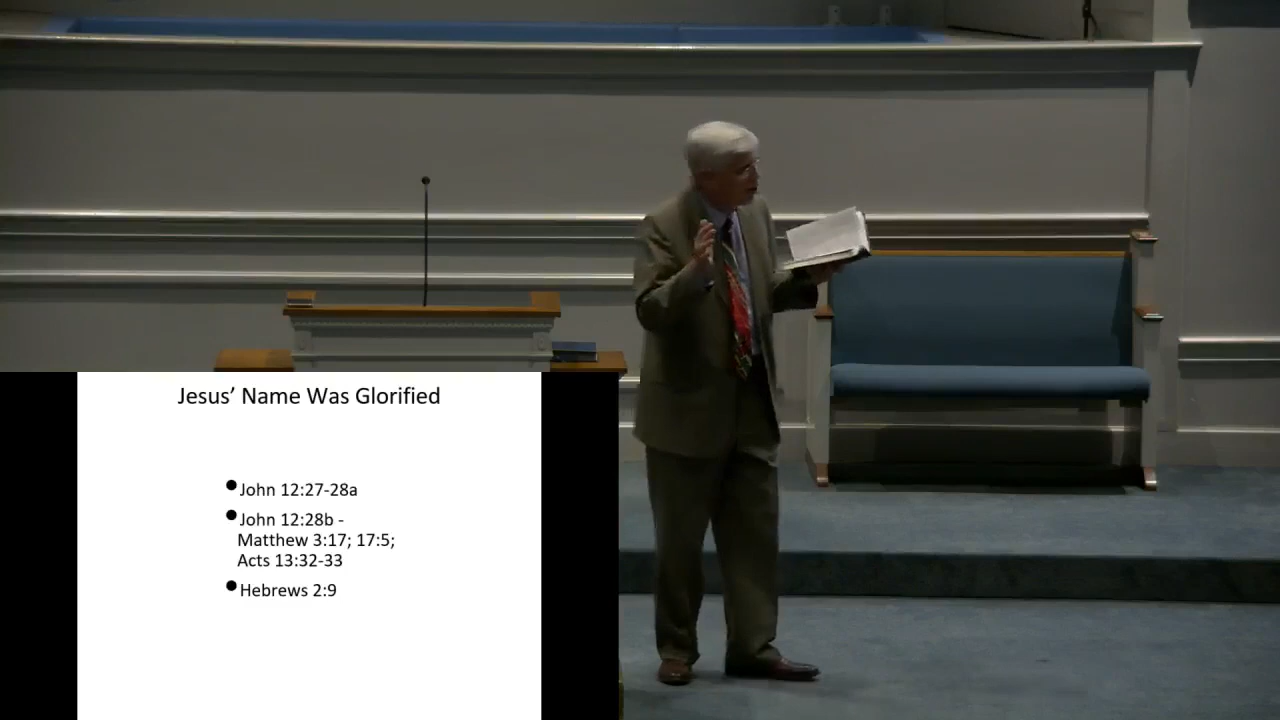 Jesus’ Name Was Glorified
●John 12:27-28a
●John 12:28b -
Matthew 3:17; 17:5;
Acts 13:32-33
●Hebrews 2:9